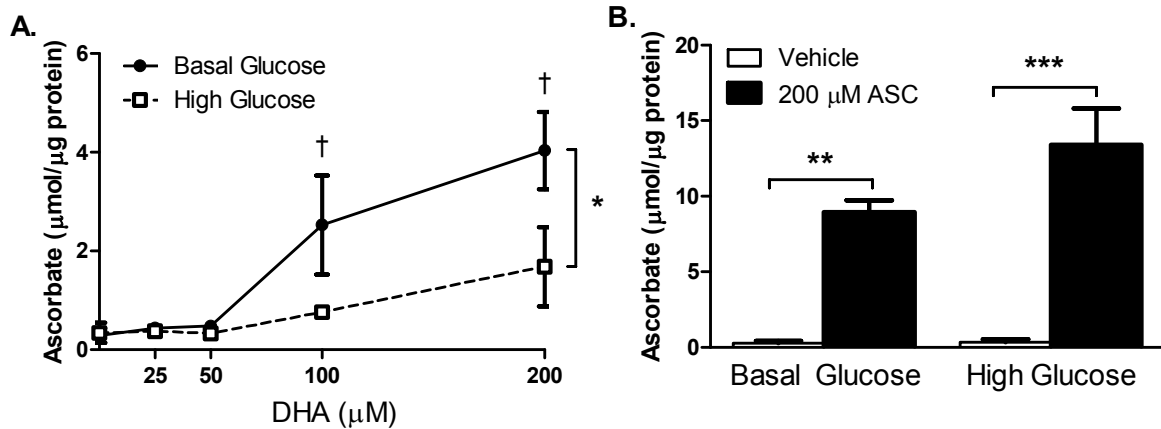 A.
Ascorbate (μmol/μg protein)
6
4
2
0
Basal Glucose
High Glucose
†
†
*
25
50
100
200
DHA (μM)
B.
Ascorbate (μmol/μg protein)
20
15
10
5
0
Vehicle
200 μM ASC
**
***
Basal Glucose
High Glucose